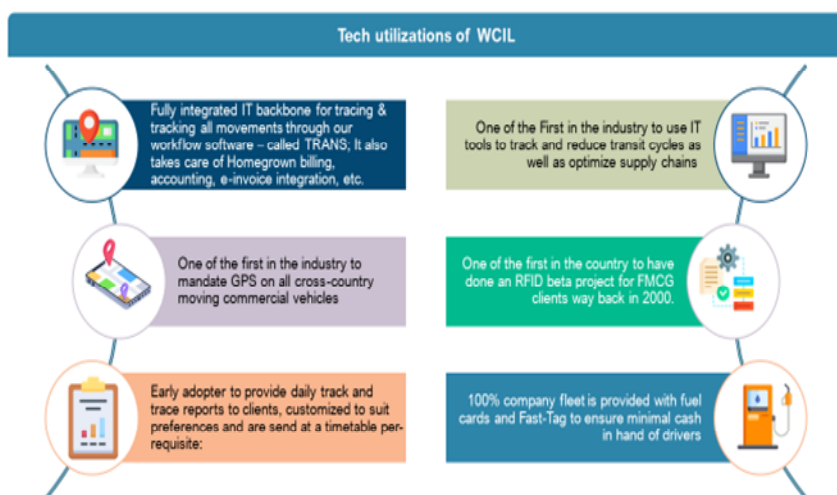 Tech utilizations of WCIL
Fully integrated IT backbone for tracing &
tracking all movements through our
workflow software – called TRANS; It also
takes care of Homegrown billing,
accounting, e-invoice integration, etc.
One of the First in the industry to use IT
tools to track and reduce transit cycles as
well as optimize supply chains
One of the first in the industry to
mandate GPS on all cross-country
moving commercial vehicles
One of the first in the country to have
done an RFID beta project for FMCG
clients way back in 2000.
Early adopter to provide daily track and
trace reports to clients, customized to suit
preferences and are send at a timetable per-
requisite:
100% company fleet is provided with fuel
cards and Fast-Tag to ensure minimal cash
in hand of drivers